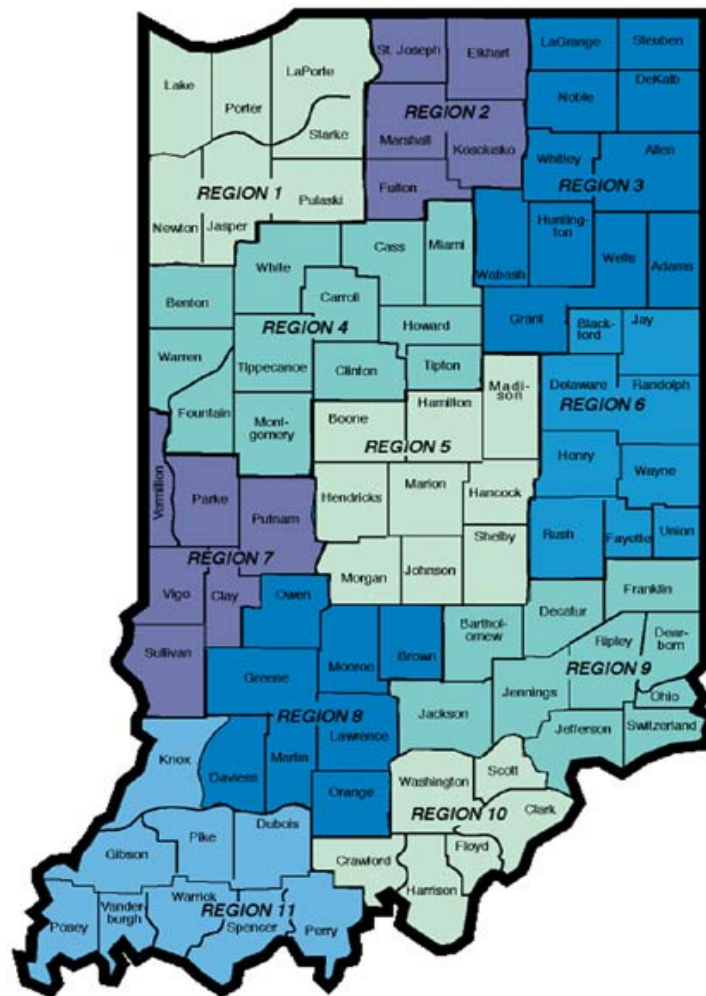 St. Joseph
Elkhart
LaGrange
Steuben
Lake
Porter
LaPorte
Noble
DeKalb
Starke
REGION 2
Marshall
Kosciusko
Whitley
Allen
REGION 1
Pulaski
Fulton
REGION 3
Newton
Jasper
Hunting-
ton
White
Cass
Miami
Wabash
Wells
Adams
Benton
Carroll
Grant
Black-
ford
Jay
REGION 4
Howard
Warren
Tippecanoe
Clinton
Tipton
Madi-
son
Delaware
Randolph
Fountain
Mont-
gomery
Boone
Hamilton
REGION 6
REGION 5
Henry
Wayne
Vermillion
Parke
Putnam
Hendricks
Marion
Hancock
Shelby
Rush
Fayette
Union
REGION 7
Morgan
Johnson
Vigo
Clay
Owen
Franklin
Decatur
Sullivan
Monroe
Brown
Barthol-
omew
Ripley
Dear-
born
Greene
REGION 9
Jennings
Ohio
REGION 8
Jackson
Lawrence
Jefferson
Switzerland
Knox
Daviess
Martin
Washington
Scott
Orange
REGION 10
Clark
Gibson
Pike
Dubois
Crawford
Floyd
Harrison
Posey
Vander-
burgh
Warrick
REGION 11
Spencer
Perry